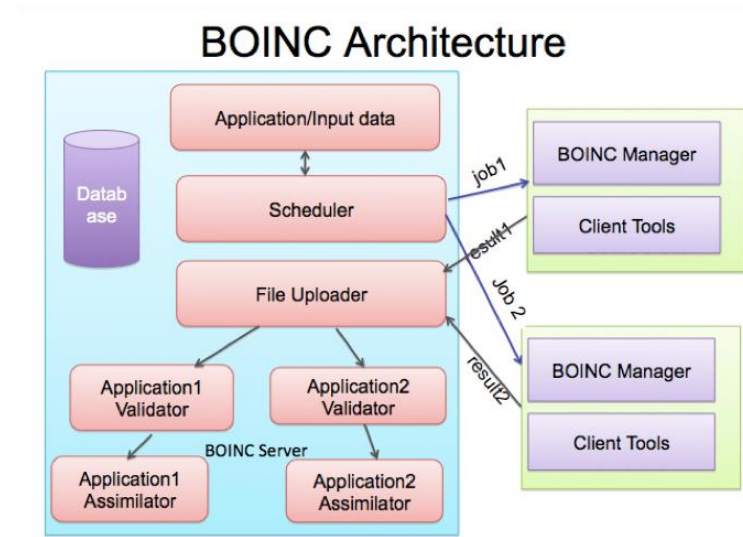 BOINC Architecture
Application/Input data
Datab
ase
Scheduler
File Uploader
Application1
Validator
Application2
Validator
BOINC Server
Application1
Assimilator
Application2
Assimilator
job1
esult1
Job 2
result2
BOINC Manager
Client Tools
BOINC Manager
Client Tools